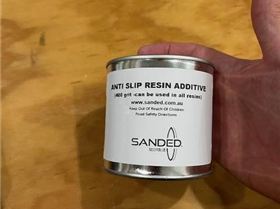 ANTI SLIP RESIN ADDITIVE
(400 grit -can be used in all resins)
www.sanded.com.au
Keep Out Of Reach Of Children
Read Safety Directions
SANDED